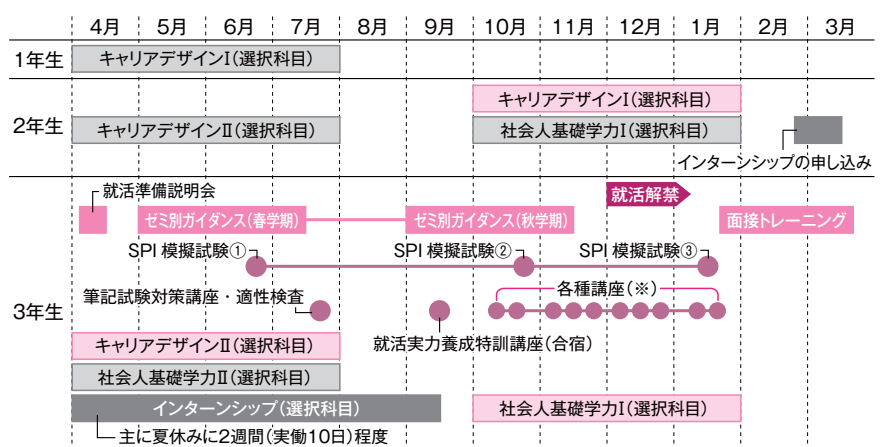 4月 5月 6月 7月 8月 9月 10月 11月 12月 1月 2月 3月
1年生
キャリアデザインⅠ(選択科目)
2年生
キャリアデザインⅠ(選択科目)
キャリアデザインⅡ(選択科目)
社会人基礎学力Ⅰ(選択科目)
インターンシップの申し込み
3年生
就活準備説明会
就活解禁
ゼミ別ガイダンス(春学期)
ゼミ別ガイダンス(秋学期)
面接トレーニング
SPI 模擬試験①
SPI 模擬試験②
SPI 模擬試験③
筆記試験対策講座・適性検査
各種講座(※)
就活実力養成特訓講座(合宿)
キャリアデザインⅡ(選択科目)
社会人基礎学力Ⅱ(選択科目)
インターンシップ(選択科目)
社会人基礎学力Ⅰ(選択科目)
主に夏休みに2週間(実働10日)程度